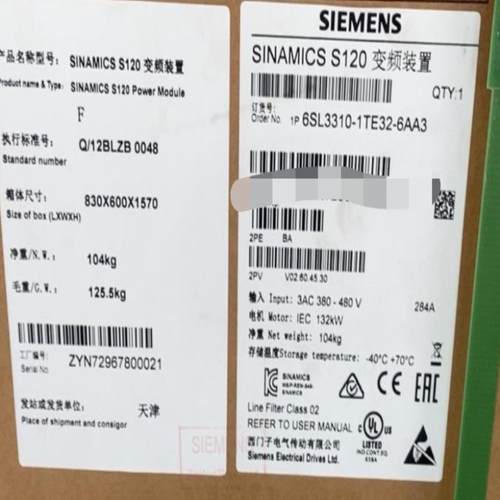 产品名称型号: SINAMICS S120 变频装置
Product name & Type: SINAMICS S120 Power Module
F
执行标准号: Q/12BLZB 0048
Standard number
箱体尺寸: 830X600X1570
Size of box (LXWXH)
净重/N.W.: 104kg
毛重/G.W.: 125.5kg
工厂编号
Serial No. ZYN72967800021
发站或发货人 天津
Place of shipment and consigor
SIEMENS
SINAMICS S120 变频装置
QTY:1
订货号:
Order No. 1P 6SL3310-1TE32-6AA3
2PE BA
2PV V02.60.45.30
输入 Input: 3AC 380 - 480 V 284A
电机 Motor: IEC 132kW
净重 Net weight: 104kg
存储温度Storage temperature: -40°C +70°C
SINAMICS
CE EAC
Line Filter Class 02
REFER TO USER MANUAL
C UL US
LISTED
IND.CONT.EQ.
西门子电气传动有限公司
Siemens Electrical Drives Ltd.